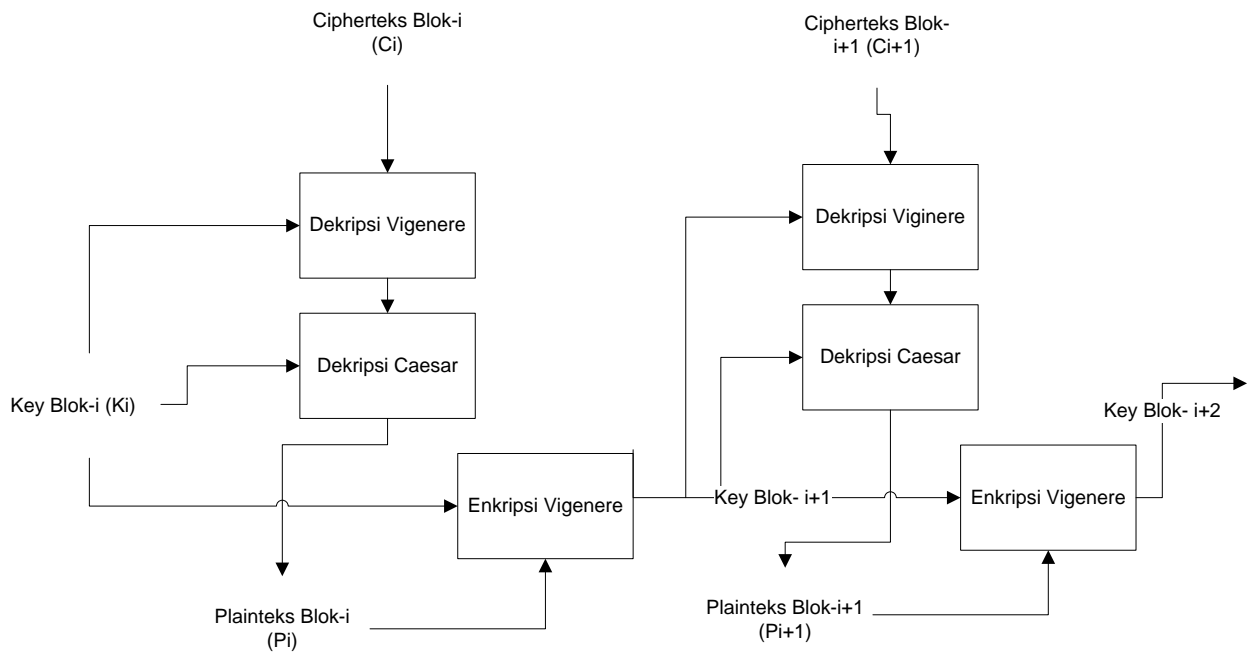 Cipherteks Blok-i
(Ci)
Cipherteks Blok-
i+1 (Ci+1)
Dekripsi Vigenere
Dekripsi Viginere
Dekripsi Caesar
Dekripsi Caesar
Key Blok-i (Ki)
Key Blok- i+2
Enkripsi Vigenere
Key Blok- i+1
Enkripsi Vigenere
Plainteks Blok-i
(Pi)
Plainteks Blok-i+1
(Pi+1)